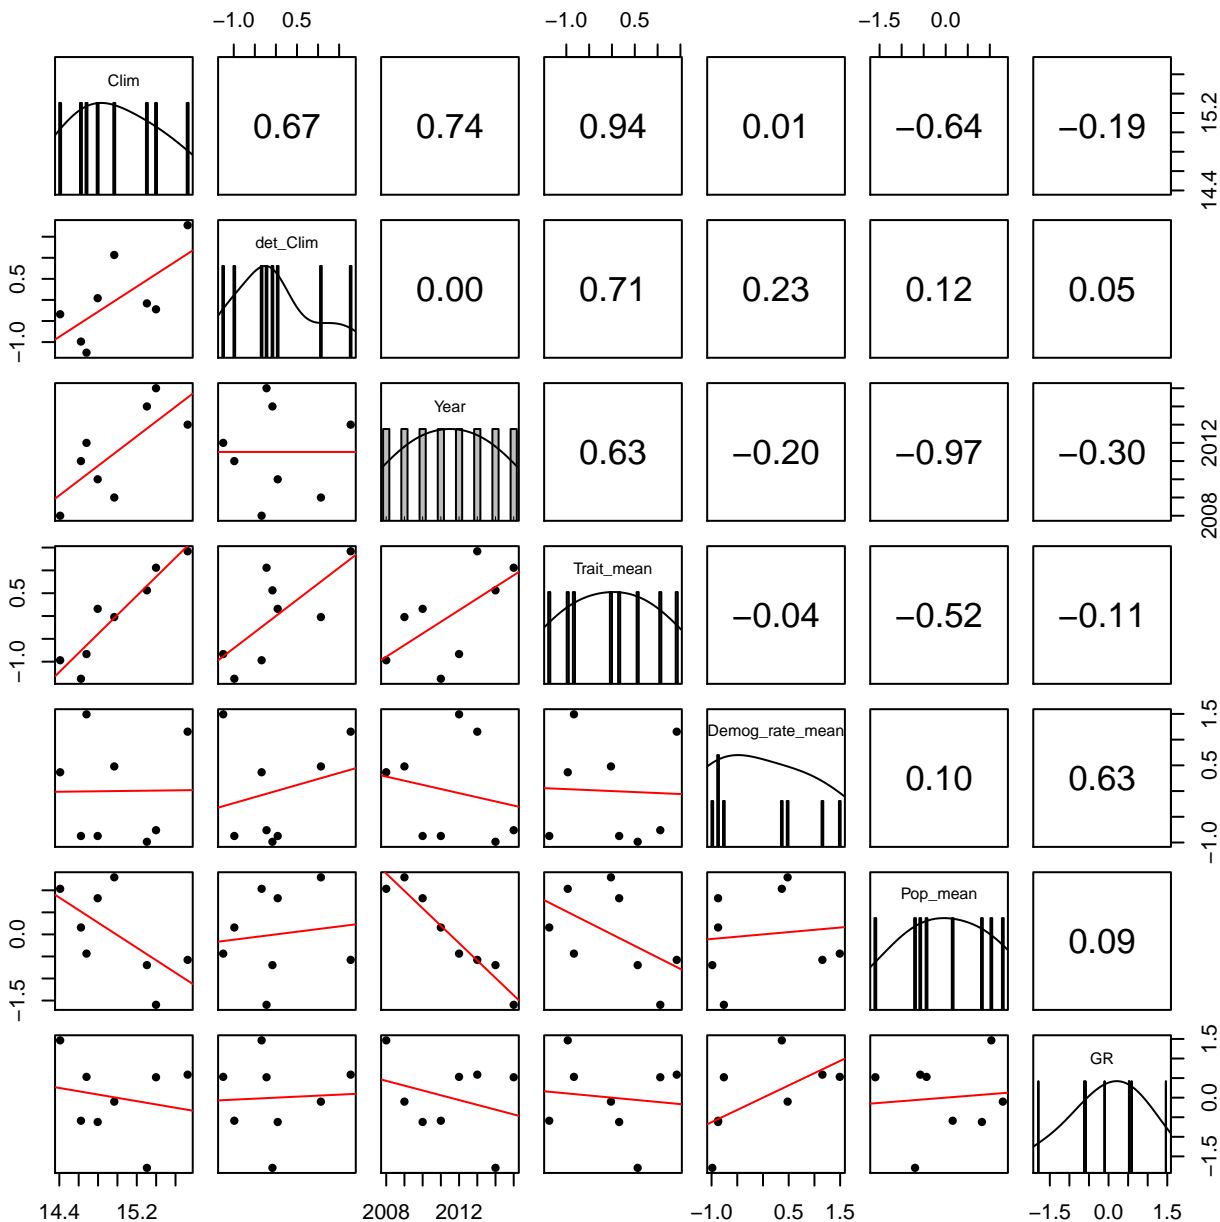 −1.0 0.5 −1.0 0.5 −1.5 0.0
Clim 0.67 0.74 0.94 0.01 −0.64 −0.19 14.4 15.2
−1.0 0.5 det_Clim 0.00 0.71 0.23 0.12 0.05
Year 0.63 −0.20 −0.97 −0.30 2008 2012
−1.0 0.5 Trait_mean −0.04 −0.52 −0.11
Demog_rate_mean 0.10 0.63 −1.0 0.5 1.5
−1.5 0.0 Pop_mean 0.09
GR −1.5 0.0 1.5
14.4 15.2 2008 2012 −1.0 0.5 1.5 −1.5 0.0 1.5